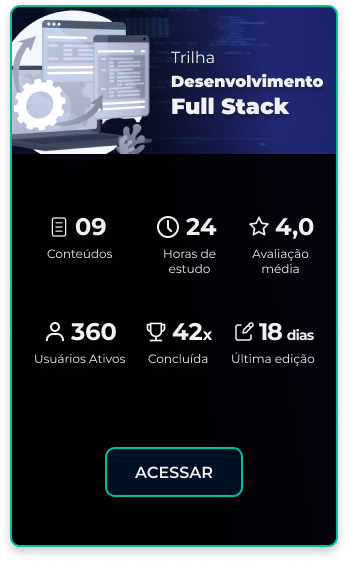 Trilha
Desenvolvimento
Full Stack
09
Conteúdos
24
Horas de
estudo
4,0
Avaliação
média
360
Usuários Ativos
42x
Concluída
18 dias
Última edição
ACESSAR